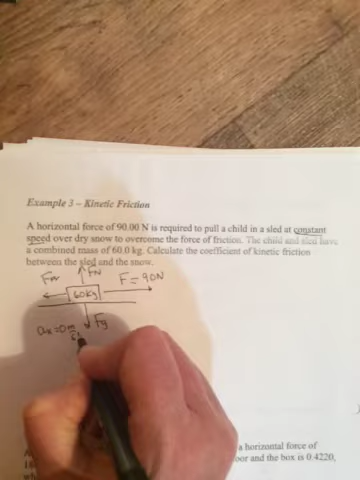 Example 3 – Kinetic Friction
A horizontal force of 90.00 N is required to pull a child in a sled at constant
speed over dry snow to overcome the force of friction. The child and sled have
a combined mass of 60.0 kg. Calculate the coefficient of kinetic friction
between the sled and the snow.
FN F = 90N
60kg
Fg
ax = 0 m
a horizontal force of
oor and the box is 0.4220,